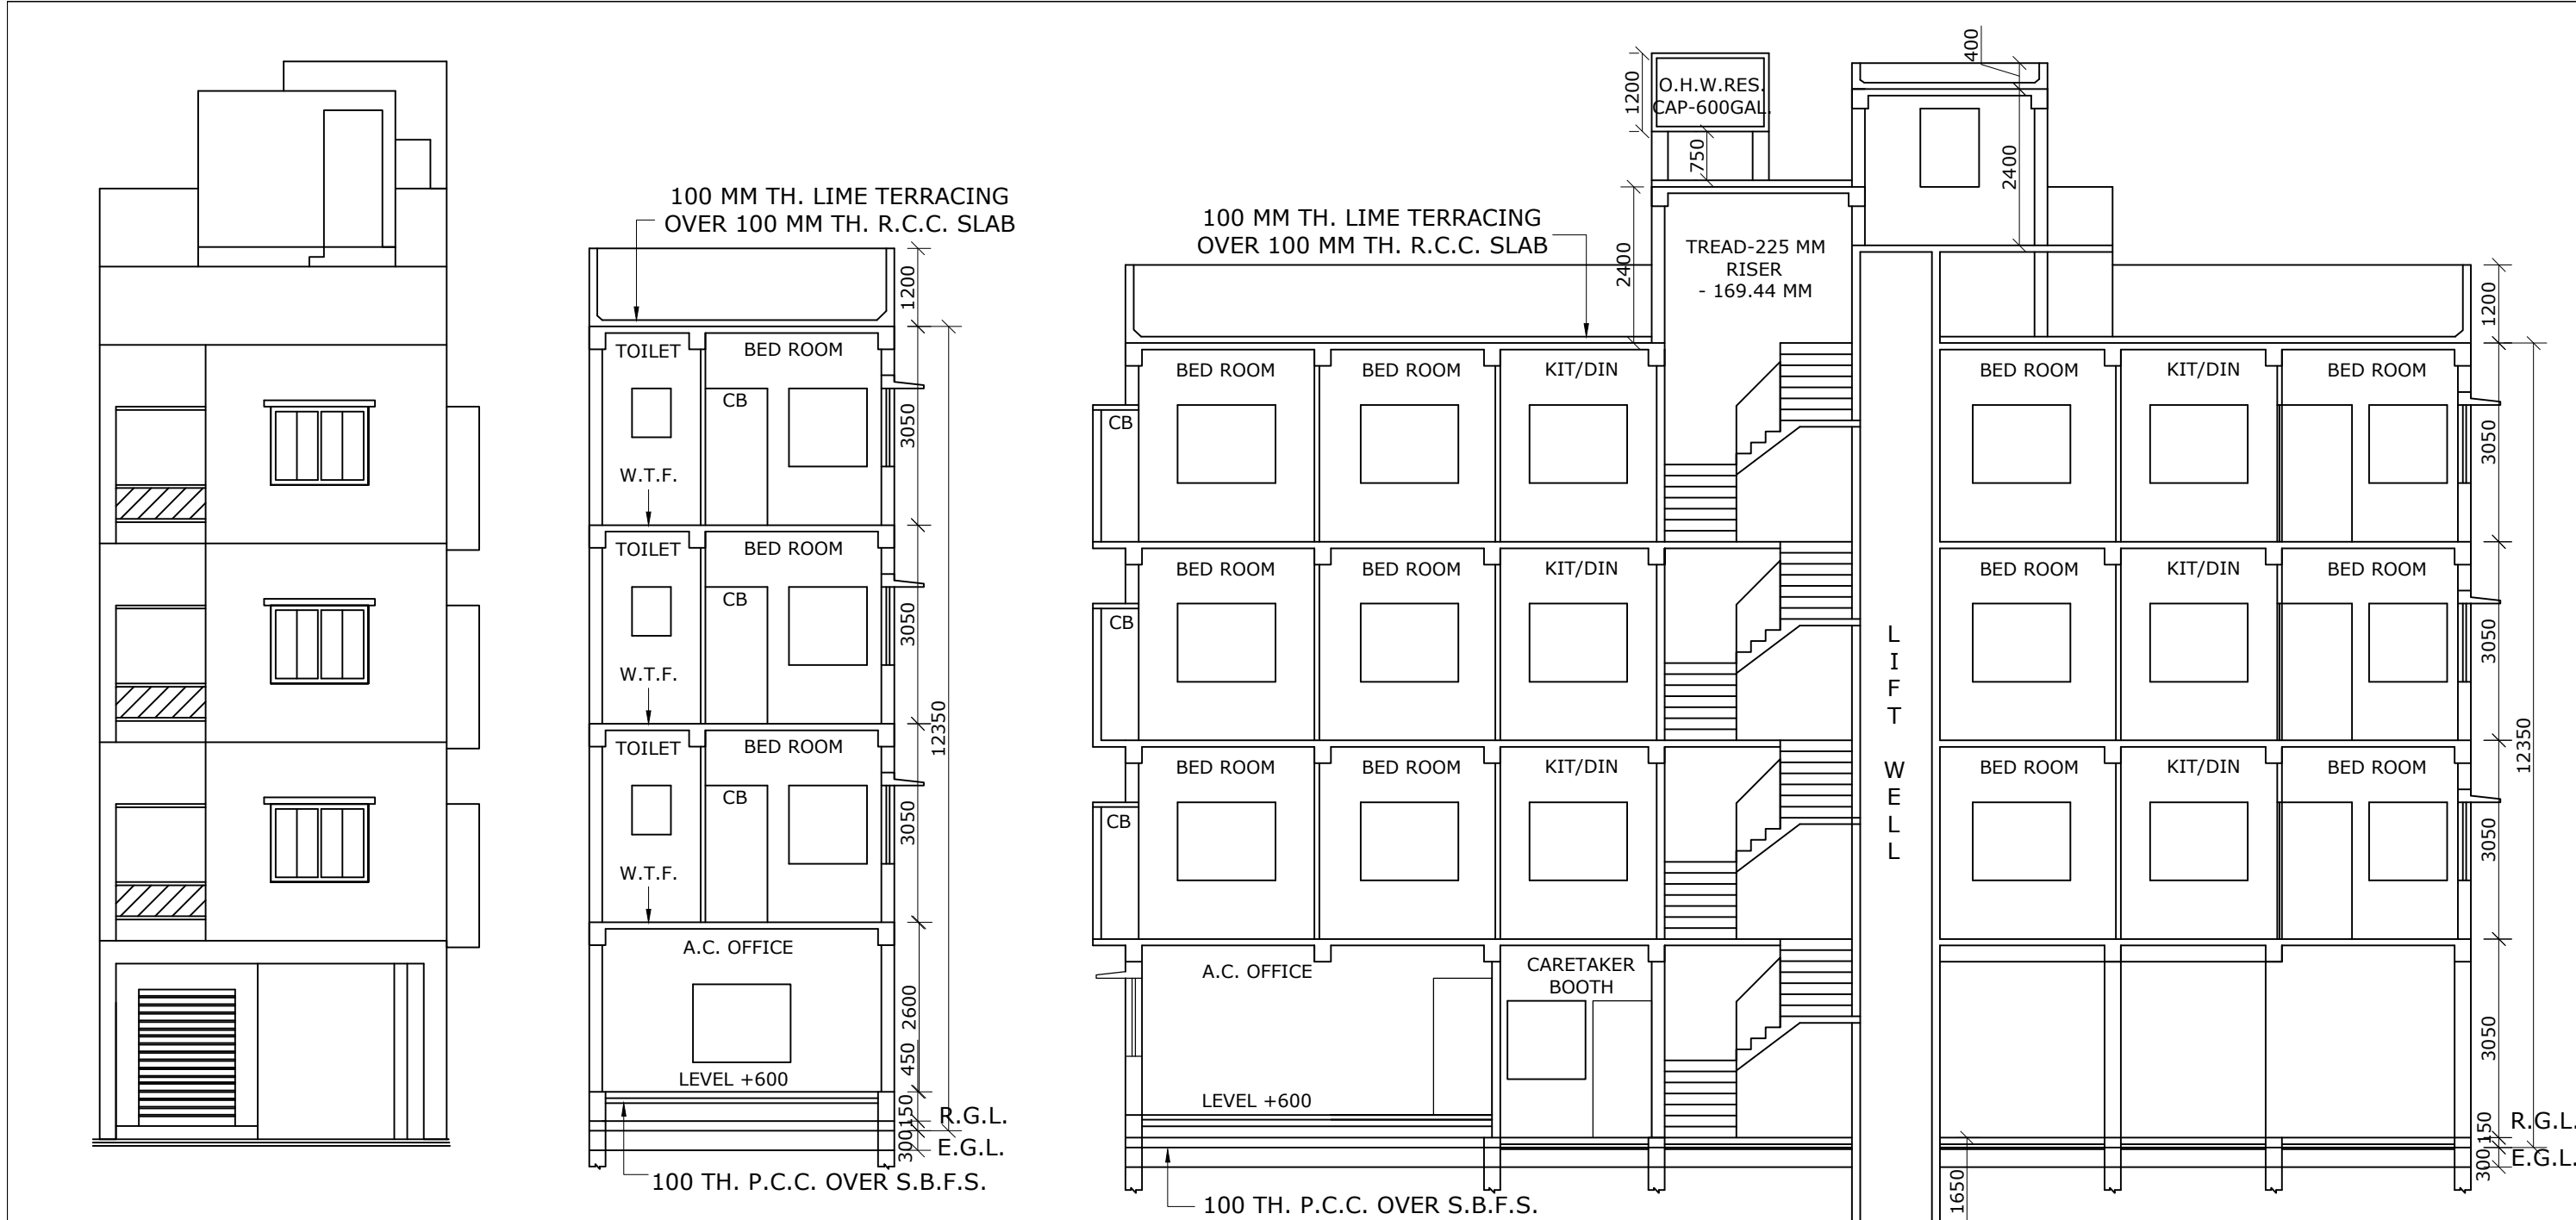 100 MM TH. LIME TERRACING
OVER 100 MM TH. R.C.C. SLAB
TOILET
BED ROOM
CB
W.T.F.
TOILET
BED ROOM
CB
W.T.F.
TOILET
BED ROOM
CB
W.T.F.
A.C. OFFICE
LEVEL +600
1200
3050
3050
3050
2600
450
150
300
12350
R.G.L.
E.G.L.
100 TH. P.C.C. OVER S.B.F.S.
O.H.W.RES.
CAP-600GAL.
1200
750
400
2400
2400
100 MM TH. LIME TERRACING
OVER 100 MM TH. R.C.C. SLAB
TREAD-225 MM
RISER
- 169.44 MM
BED ROOM
BED ROOM
KIT/DIN
BED ROOM
KIT/DIN
BED ROOM
CB
BED ROOM
BED ROOM
KIT/DIN
BED ROOM
KIT/DIN
BED ROOM
CB
BED ROOM
BED ROOM
KIT/DIN
BED ROOM
KIT/DIN
BED ROOM
CB
LIFT WELL
A.C. OFFICE
CARETAKER
BOOTH
LEVEL +600
1200
3050
3050
3050
3050
150
300
12350
1650
R.G.L.
E.G.L.
100 TH. P.C.C. OVER S.B.F.S.